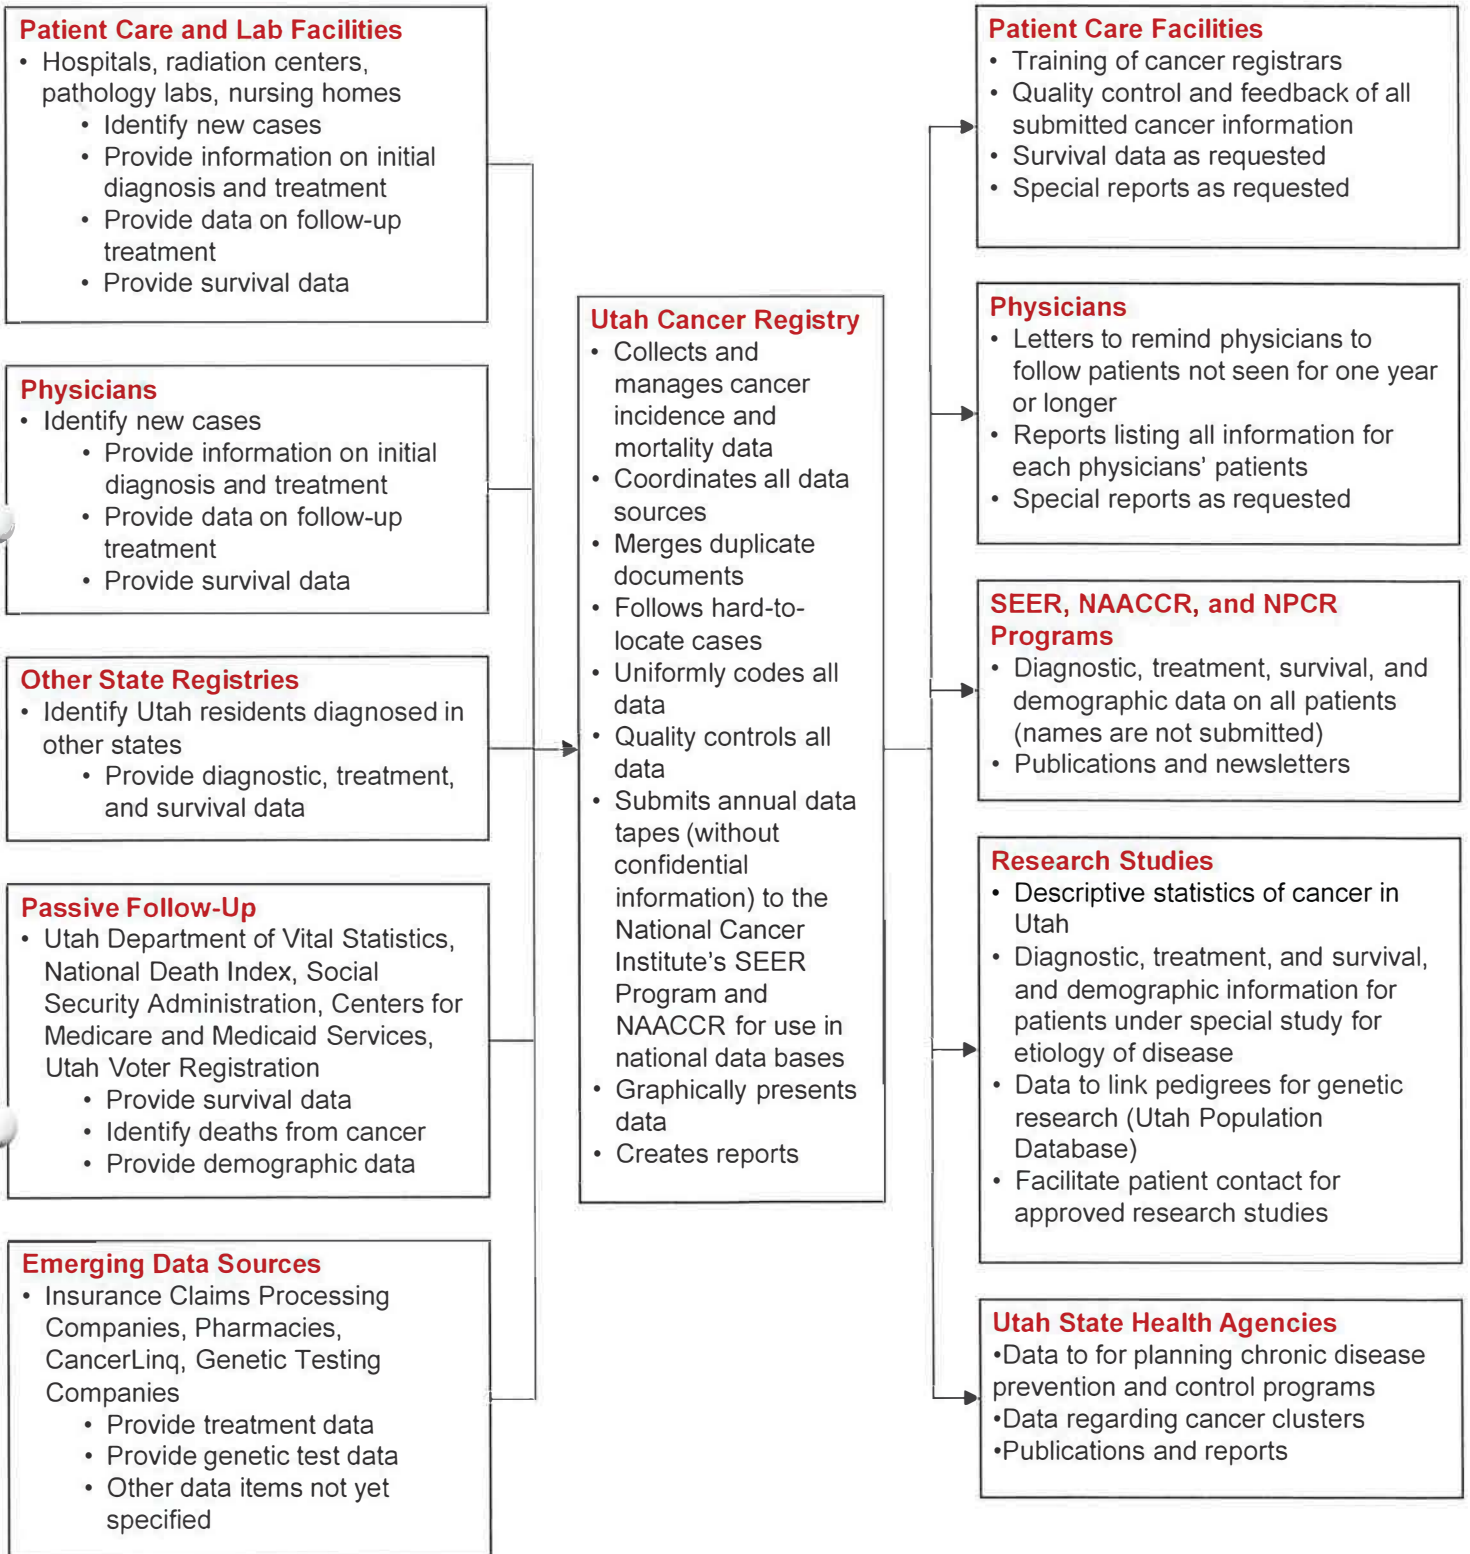 Patient Care and Lab Facilities
• Hospitals, radiation centers,
pathology labs, nursing homes
• Identify new cases
• Provide information on initial
diagnosis and treatment
• Provide data on follow-up
treatment
• Provide survival data
Physicians
• Identify new cases
• Provide information on initial
diagnosis and treatment
• Provide data on follow-up
treatment
• Provide survival data
Other State Registries
• Identify Utah residents diagnosed in
other states
• Provide diagnostic, treatment,
and survival data
Passive Follow-Up
• Utah Department of Vital Statistics,
National Death Index, Social
Security Administration, Centers for
Medicare and Medicaid Services,
Utah Voter Registration
• Provide survival data
• Identify deaths from cancer
• Provide demographic data
Emerging Data Sources
• Insurance Claims Processing
Companies, Pharmacies,
CancerLinq, Genetic Testing
Companies
• Provide treatment data
• Provide genetic test data
• Other data items not yet
specified
Utah Cancer Registry
• Collects and
manages cancer
incidence and
mortality data
• Coordinates all data
sources
• Merges duplicate
documents
• Follows hard-to-
locate cases
• Uniformly codes all
data
• Quality controls all
data
• Submits annual data
tapes (without
confidential
information) to the
National Cancer
Institute's SEER
Program and
NAACCR for use in
national data bases
• Graphically presents
data
• Creates reports
Patient Care Facilities
• Training of cancer registrars
• Quality control and feedback of all
submitted cancer information
• Survival data as requested
• Special reports as requested
Physicians
• Letters to remind physicians to
follow patients not seen for one year
or longer
• Reports listing all information for
each physicians' patients
• Special reports as requested
SEER, NAACCR, and NPCR
Programs
• Diagnostic, treatment, survival, and
demographic data on all patients
(names are not submitted)
• Publications and newsletters
Research Studies
• Descriptive statistics of cancer in
Utah
• Diagnostic, treatment, and survival,
and demographic information for
patients under special study for
etiology of disease
• Data to link pedigrees for genetic
research (Utah Population
Database)
• Facilitate patient contact for
approved research studies
Utah State Health Agencies
•Data to for planning chronic disease
prevention and control programs
•Data regarding cancer clusters
•Publications and reports